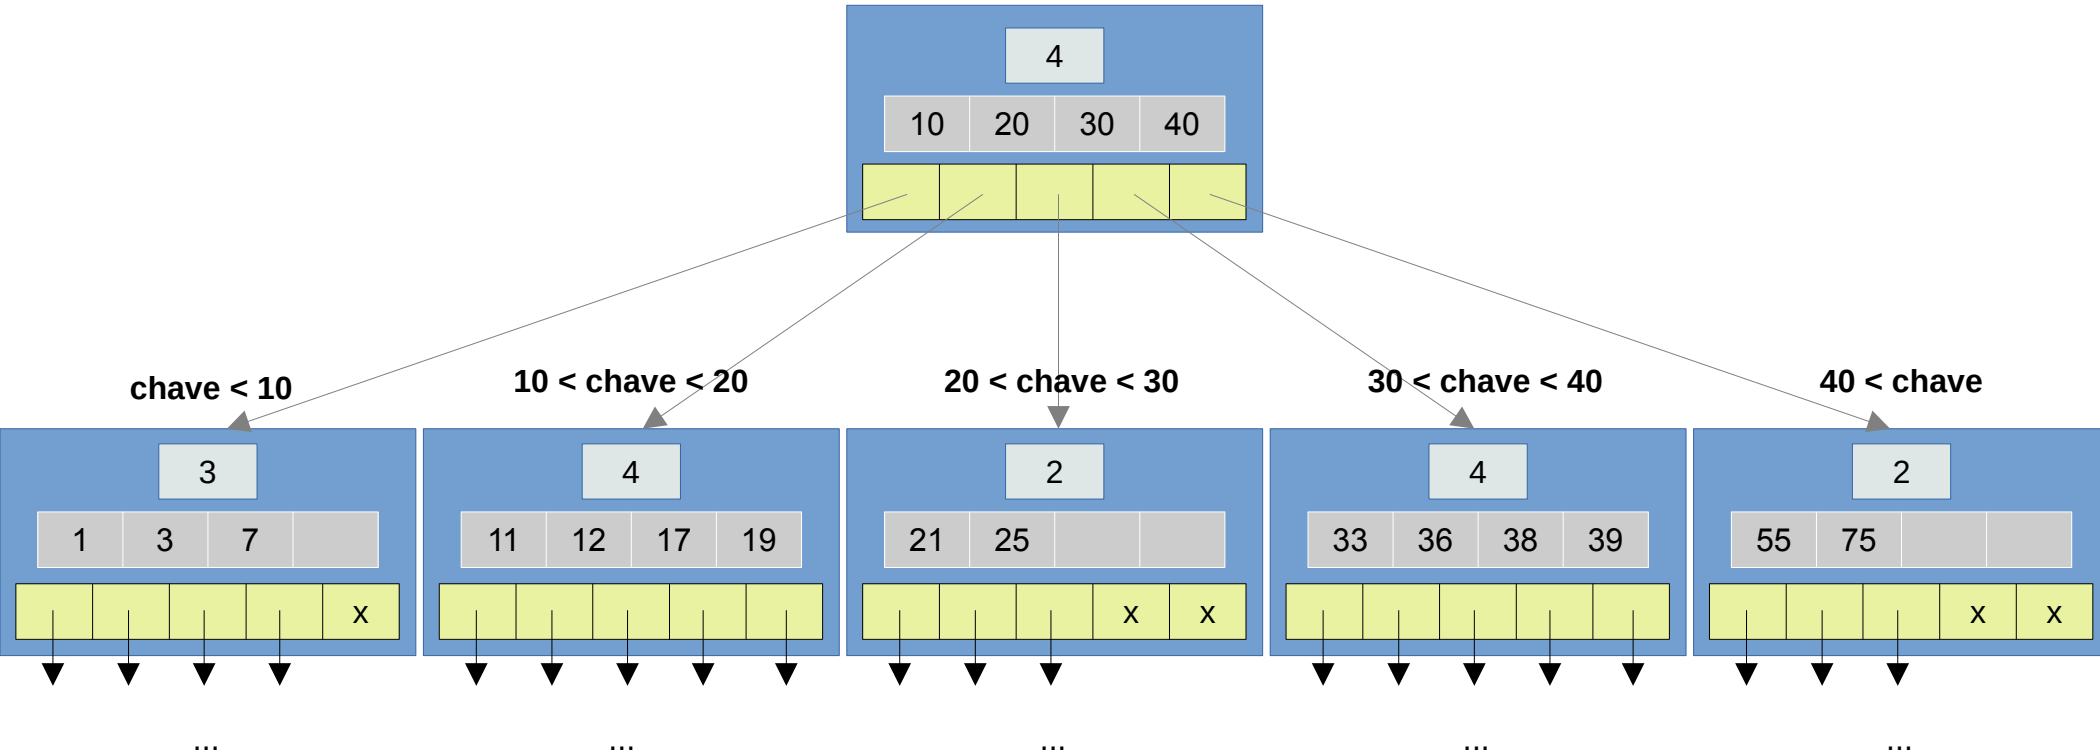 4
10 20 30 40
chave < 10
10 < chave < 20
20 < chave < 30
30 < chave < 40
40 < chave
3
4
2
4
2
1 3 7
11 12 17 19
21 25
33 36 38 39
55 75
x
x x
x x
... ... ... ... ...